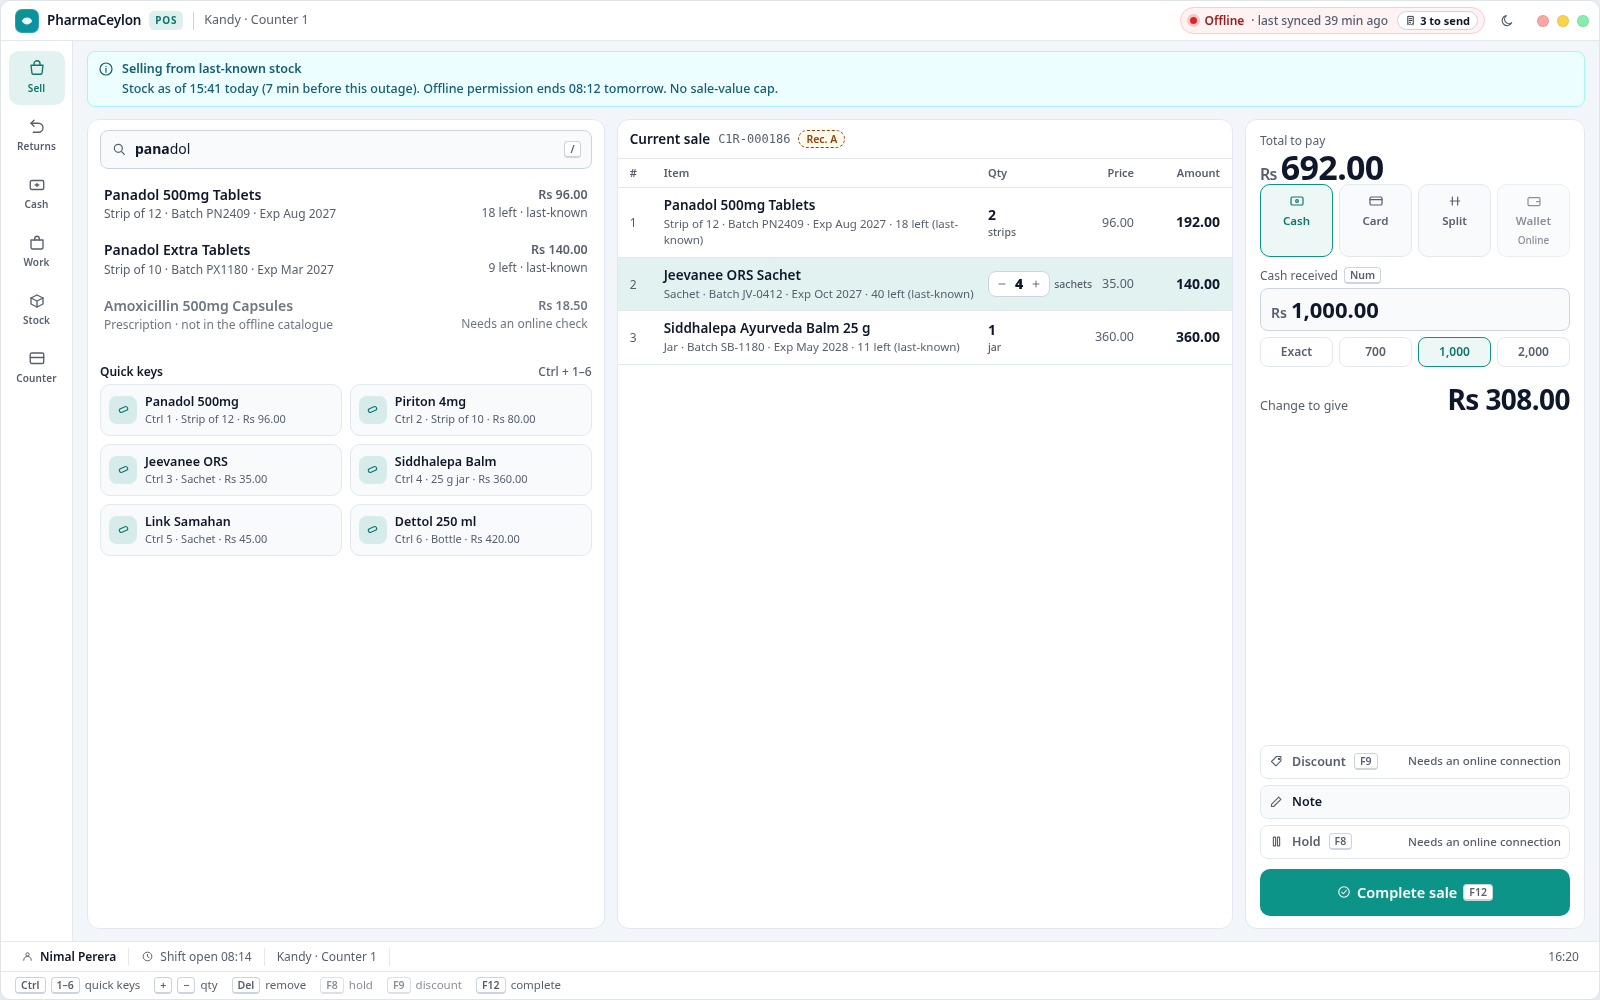 PharmaCeylon POS Kandy · Counter 1
Offline · last synced 39 min ago 3 to send
Sell
Returns
Cash
Work
Stock
Counter
Selling from last-known stock
Stock as of 15:41 today (7 min before this outage). Offline permission ends 08:12 tomorrow. No sale-value cap.
panadol /
Panadol 500mg Tablets Rs 96.00
Strip of 12 · Batch PN2409 · Exp Aug 2027 18 left · last-known
Panadol Extra Tablets Rs 140.00
Strip of 10 · Batch PX1180 · Exp Mar 2027 9 left · last-known
Amoxicillin 500mg Capsules Rs 18.50
Prescription · not in the offline catalogue Needs an online check
Quick keys Ctrl + 1–6
Panadol 500mg
Ctrl 1 · Strip of 12 · Rs 96.00
Piriton 4mg
Ctrl 2 · Strip of 10 · Rs 80.00
Jeevanee ORS
Ctrl 3 · Sachet · Rs 35.00
Siddhalepa Balm
Ctrl 4 · 25 g jar · Rs 360.00
Link Samahan
Ctrl 5 · Sachet · Rs 45.00
Dettol 250 ml
Ctrl 6 · Bottle · Rs 420.00
Current sale C1R-000186 Rec. A
# Item Qty Price Amount
1 Panadol 500mg Tablets 2 strips 96.00 192.00
Strip of 12 · Batch PN2409 · Exp Aug 2027 · 18 left (last-
known)
2 Jeevanee ORS Sachet − 4 + sachets 35.00 140.00
Sachet · Batch JV-0412 · Exp Oct 2027 · 40 left (last-known)
3 Siddhalepa Ayurveda Balm 25 g 1 jar 360.00 360.00
Jar · Batch SB-1180 · Exp May 2028 · 11 left (last-known)
Total to pay
Rs 692.00
Cash
Card
Split
Wallet
Online
Cash received Num
Rs 1,000.00
Exact 700 1,000 2,000
Change to give Rs 308.00
Discount F9 Needs an online connection
Note
Hold F8 Needs an online connection
Complete sale F12
Nimal Perera Shift open 08:14 Kandy · Counter 1 16:20
Ctrl 1–6 quick keys + − qty Del remove F8 hold F9 discount F12 complete